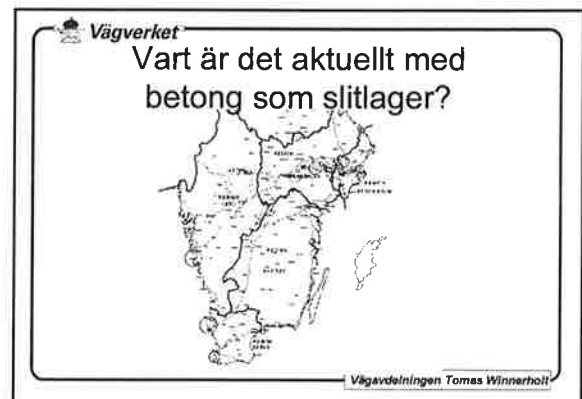 Vägverket
Vart är det aktuellt med
betong som slitlager?
Vägavdelningen Tomas Winnerholt